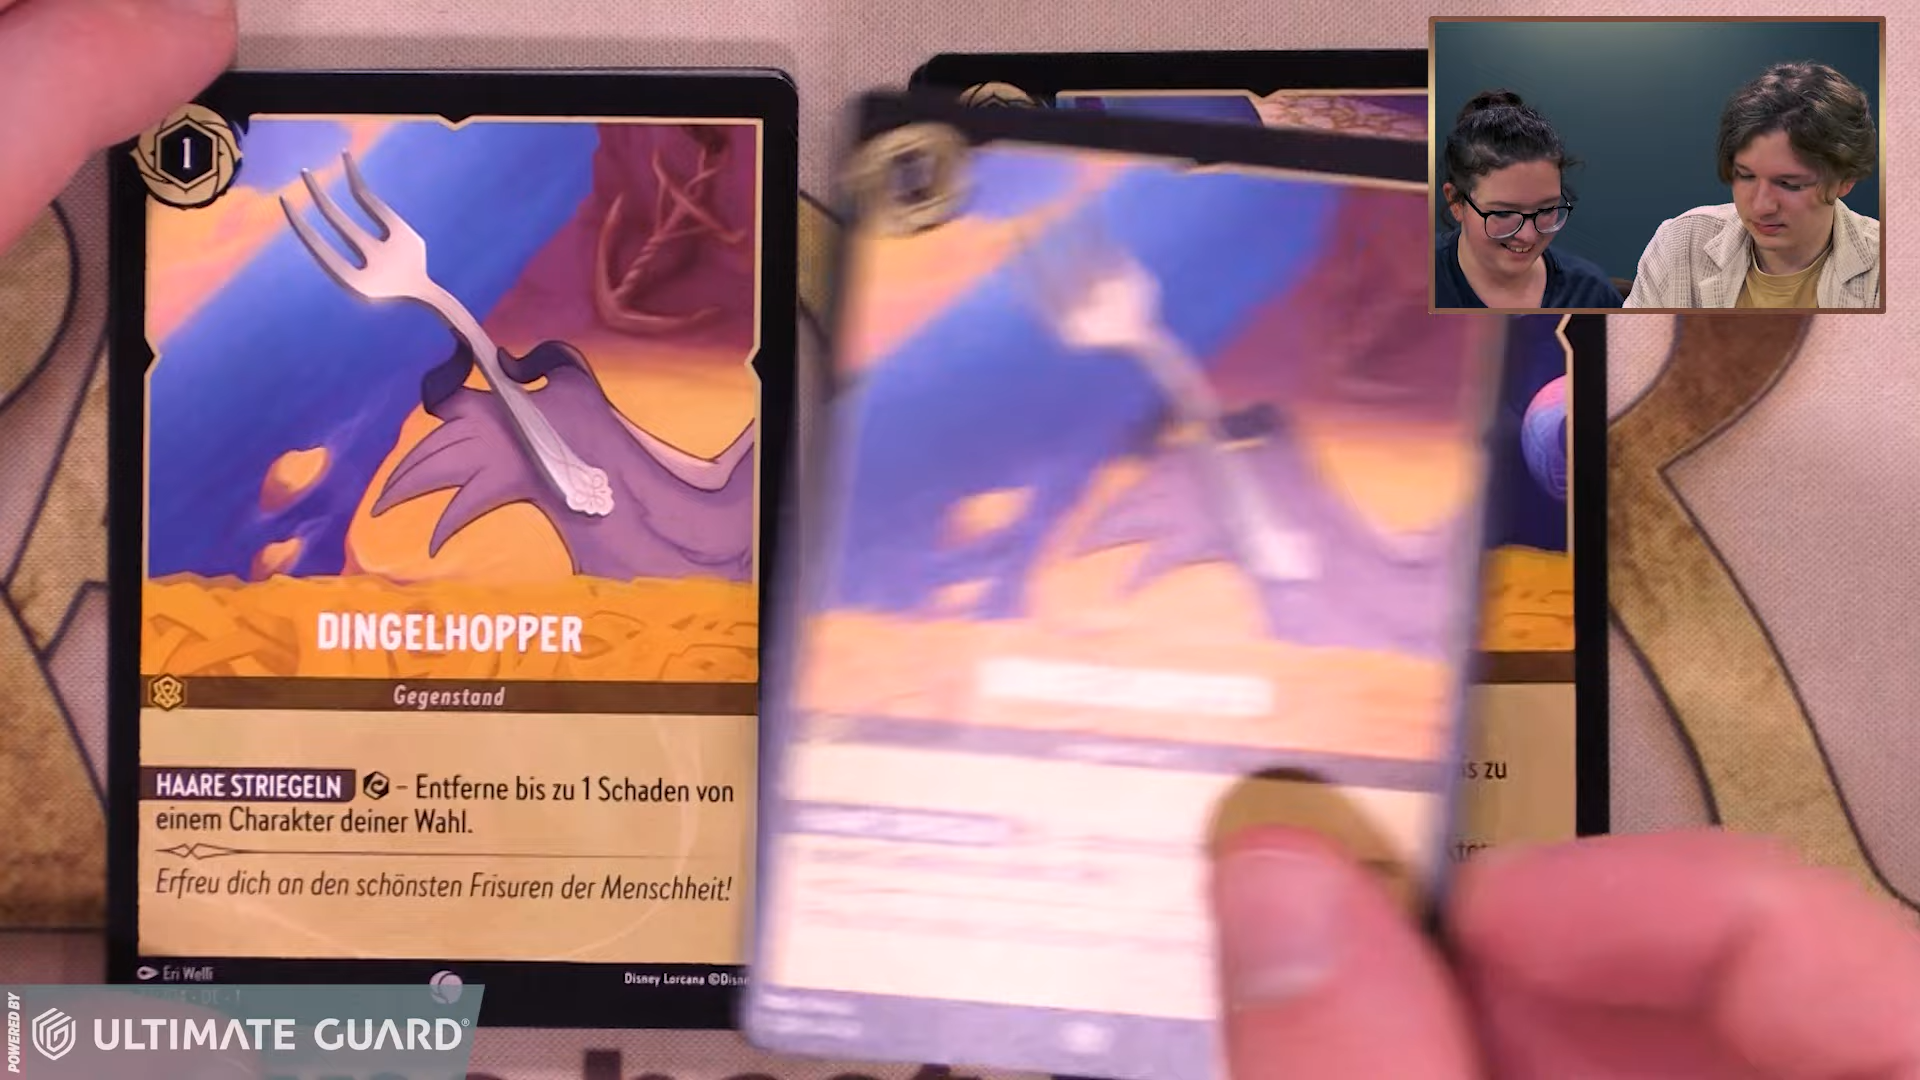 1
DINGELHOPPER
Gegenstand
HAARE STRIEGELN – Entferne bis zu 1 Schaden von
einem Charakter deiner Wahl.
Erfreu dich an den schönsten Frisuren der Menschheit!
Eri Welli
Disney Lorcana ©Disne
is zu
POWERED BY
ULTIMATE GUARD®